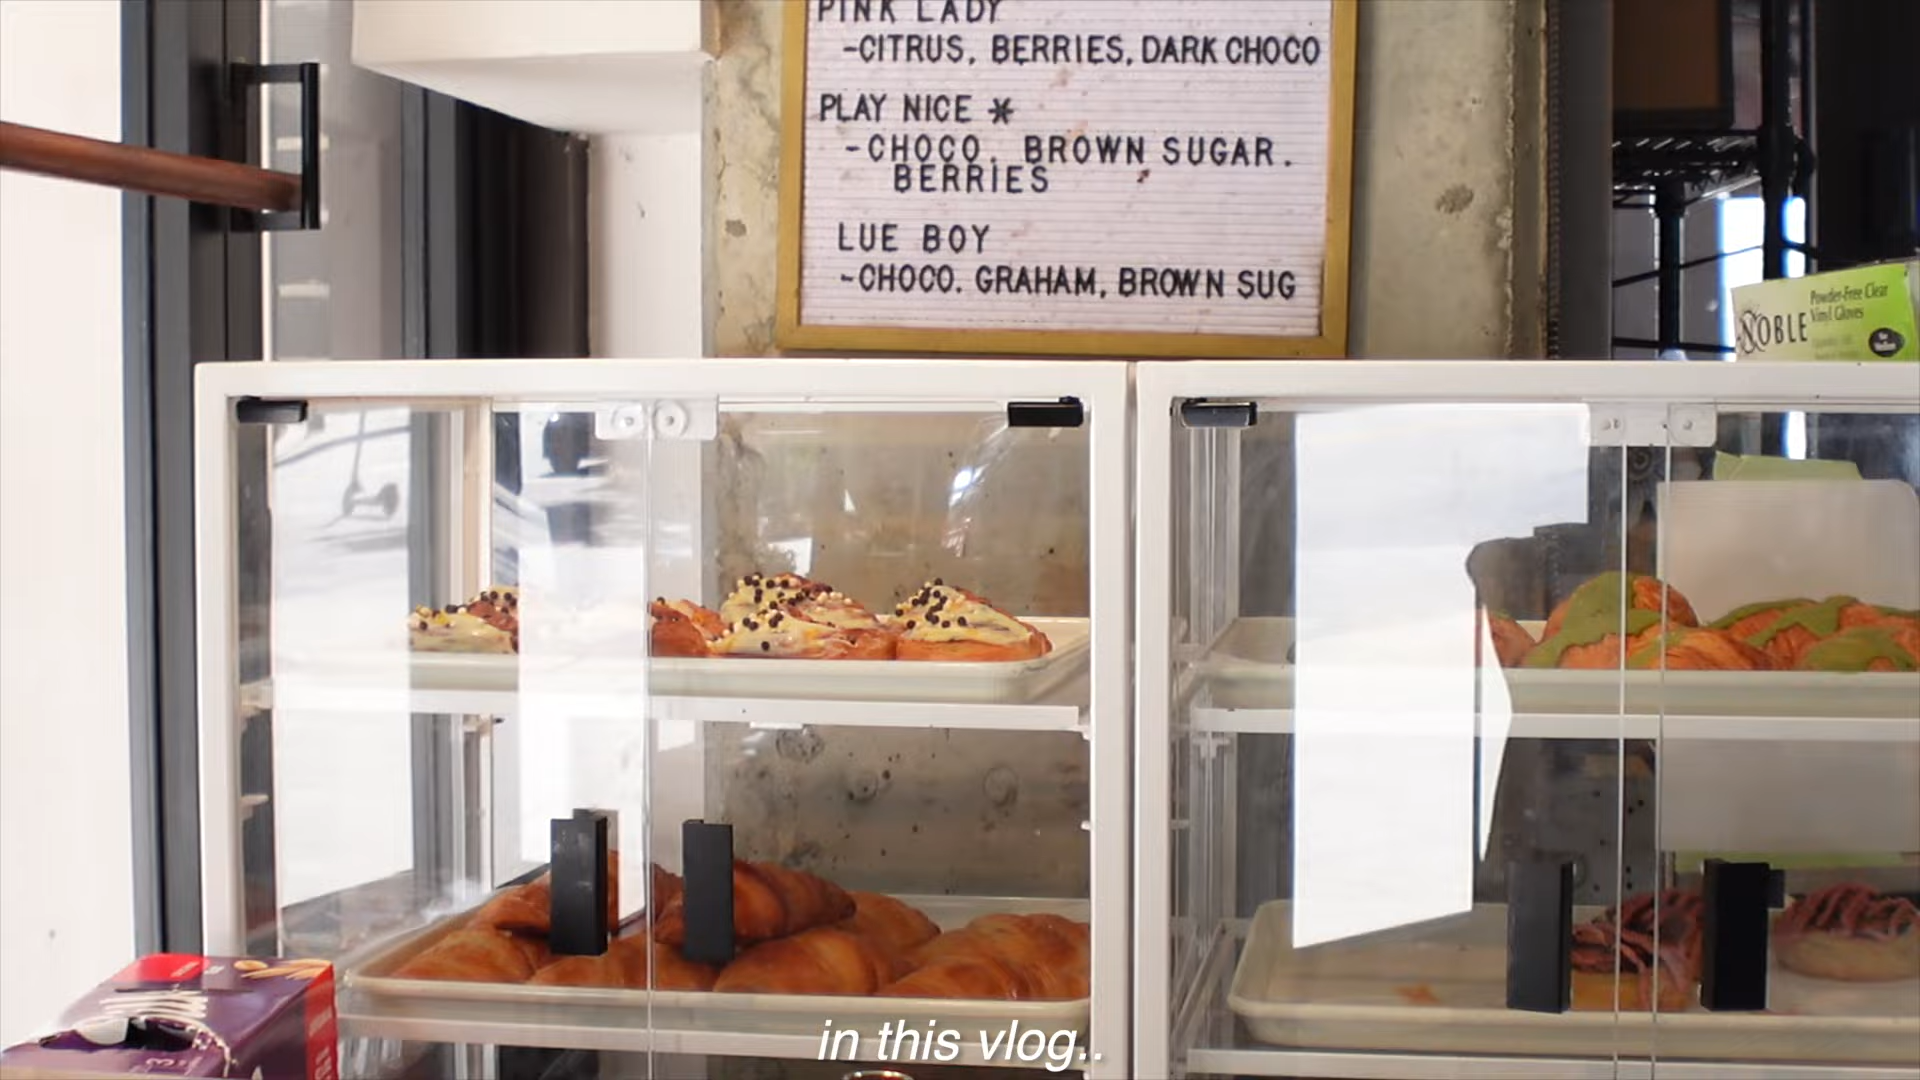 PINK LADY
-CITRUS, BERRIES, DARK CHOCO
PLAY NICE *
-CHOCO. BROWN SUGAR.
BERRIES
LUE BOY
-CHOCO. GRAHAM, BROWN SUG
NOBLE
Powder-Free Clear
Vinyl Gloves
in this vlog..